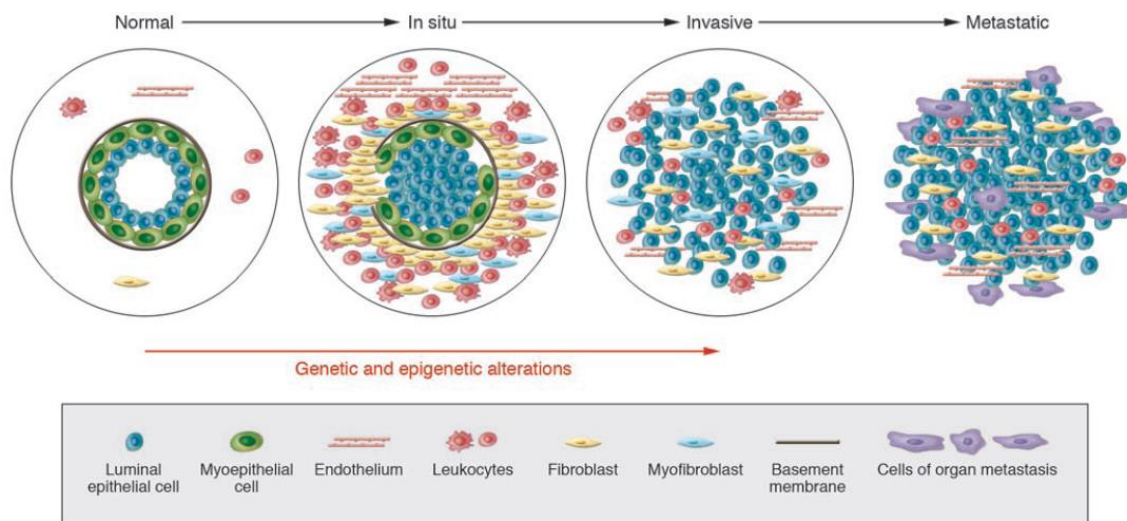 Normal
In situ
Invasive
Metastatic
Genetic and epigenetic alterations
Luminal
epithelial cell
Myoepithelial
cell
Endothelium
Leukocytes
Fibroblast
Myofibroblast
Basement
membrane
Cells of organ metastasis